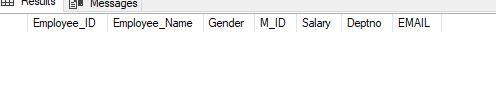 Results Messages
Employee_ID Employee_Name Gender M_ID Salary Deptno EMAIL